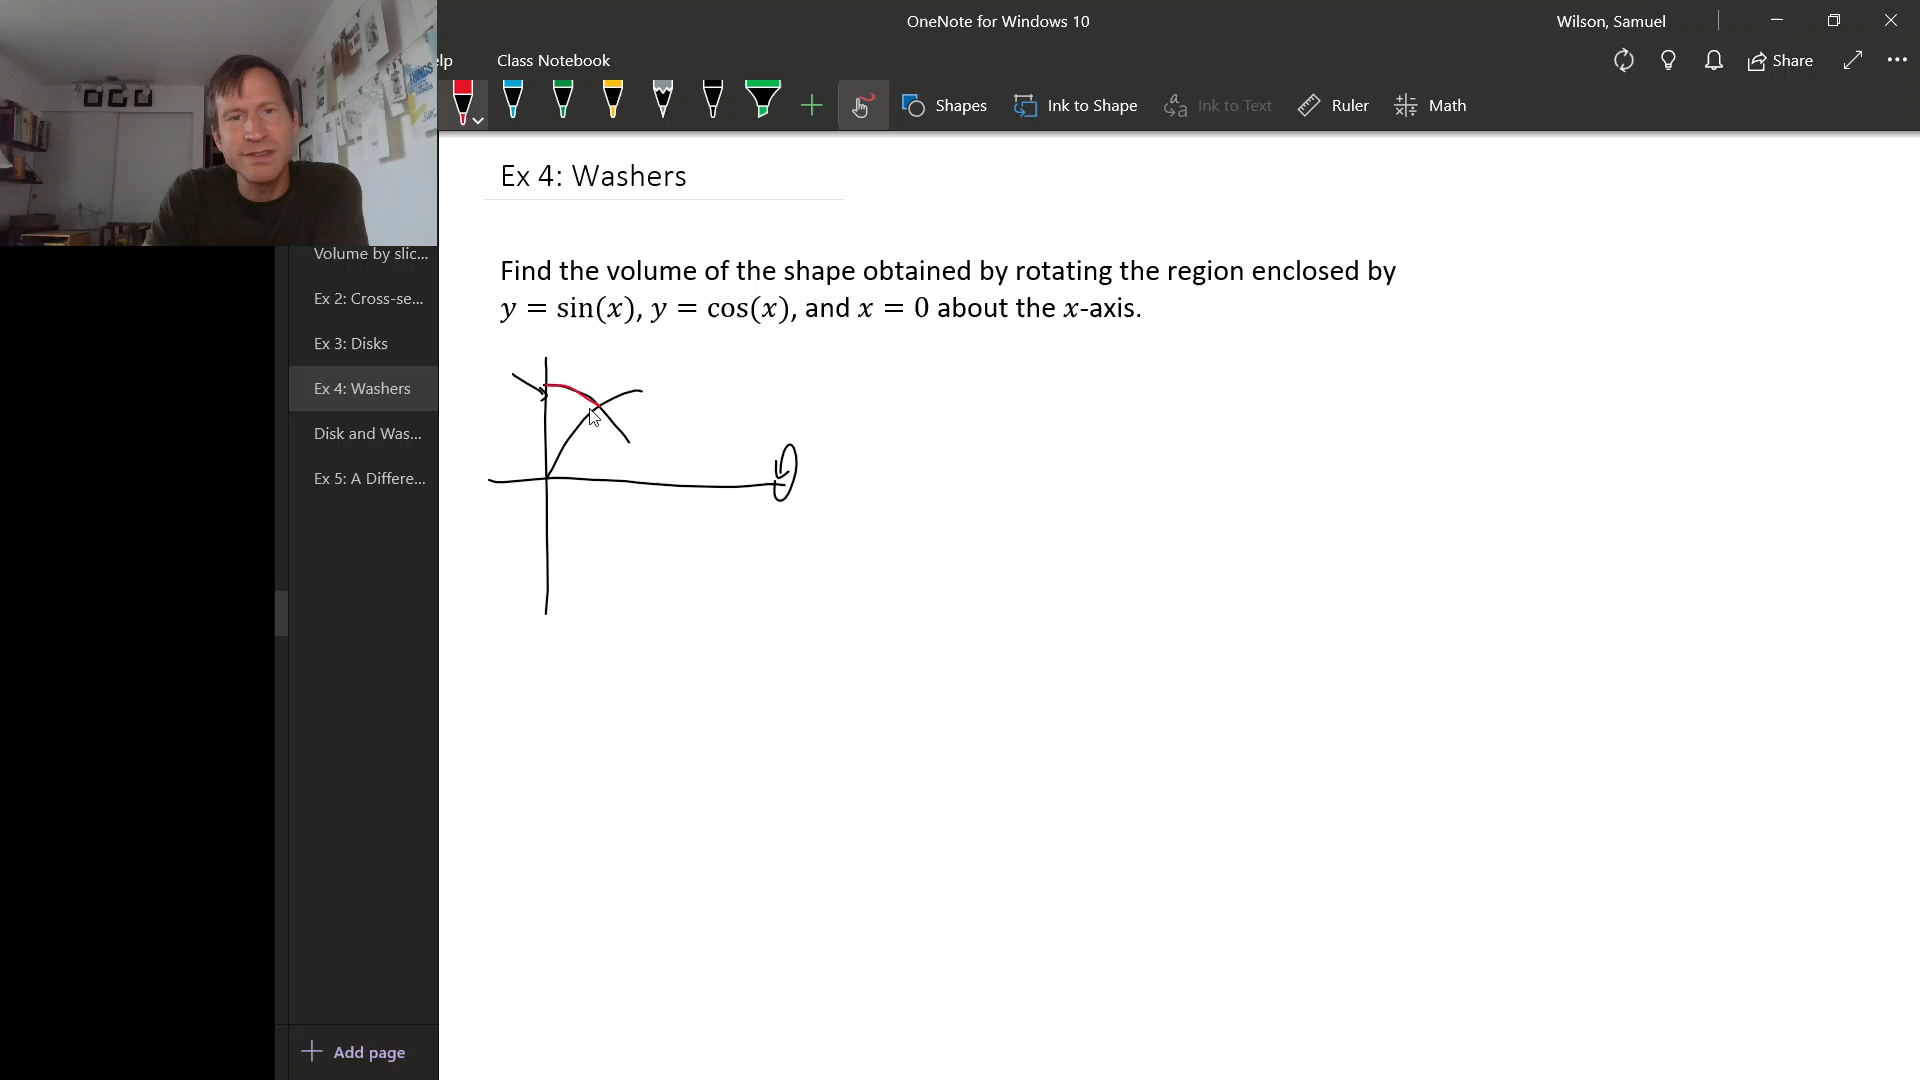 OneNote for Windows 10
Wilson, Samuel
elp
Class Notebook
Share
Shapes
Ink to Shape
Ink to Text
Ruler
Math
Ex 4: Washers
Find the volume of the shape obtained by rotating the region enclosed by
y = sin(x), y = cos(x), and x = 0 about the x-axis.
Volume by slic...
Ex 2: Cross-se...
Ex 3: Disks
Ex 4: Washers
Disk and Was...
Ex 5: A Differe...
Add page